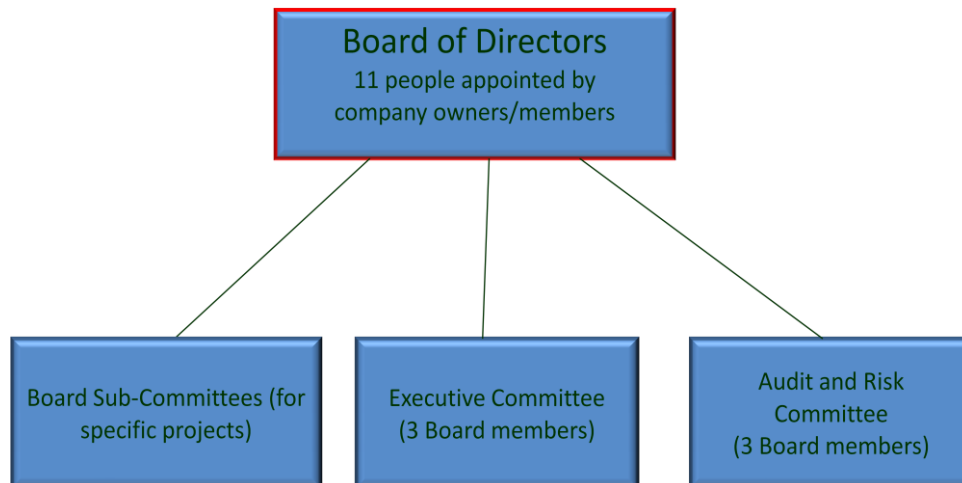 Board of Directors
11 people appointed by
company owners/members
Board Sub-Committees (for
specific projects)
Executive Committee
(3 Board members)
Audit and Risk
Committee
(3 Board members)